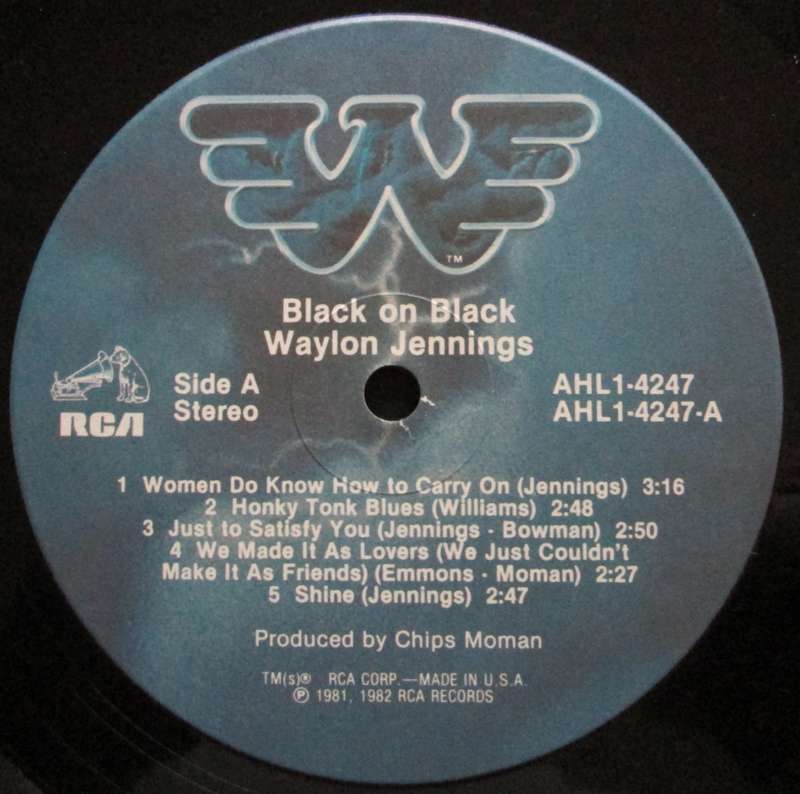 W
TM
Black on Black
Waylon Jennings
RCA
Side A
Stereo
AHL1-4247
AHL1-4247-A
1 Women Do Know How to Carry On (Jennings) 3:16
2 Honky Tonk Blues (Williams) 2:48
3 Just to Satisfy You (Jennings - Bowman) 2:50
4 We Made It As Lovers (We Just Couldn't
Make It As Friends) (Emmons - Moman) 2:27
5 Shine (Jennings) 2:47
Produced by Chips Moman
TM(s)® RCA CORP.—MADE IN U.S.A.
℗ 1981, 1982 RCA RECORDS